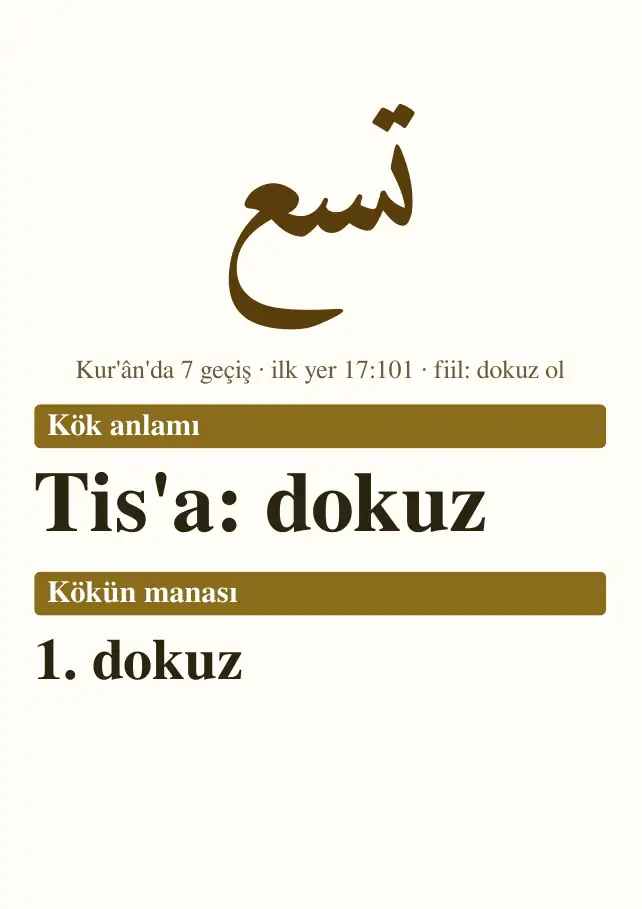 تسع
Kur'ân'da 7 geçiş · ilk yer 17:101 · fiil: dokuz ol
Kök anlamı
Tis'a: dokuz
Kökün manası
1. dokuz